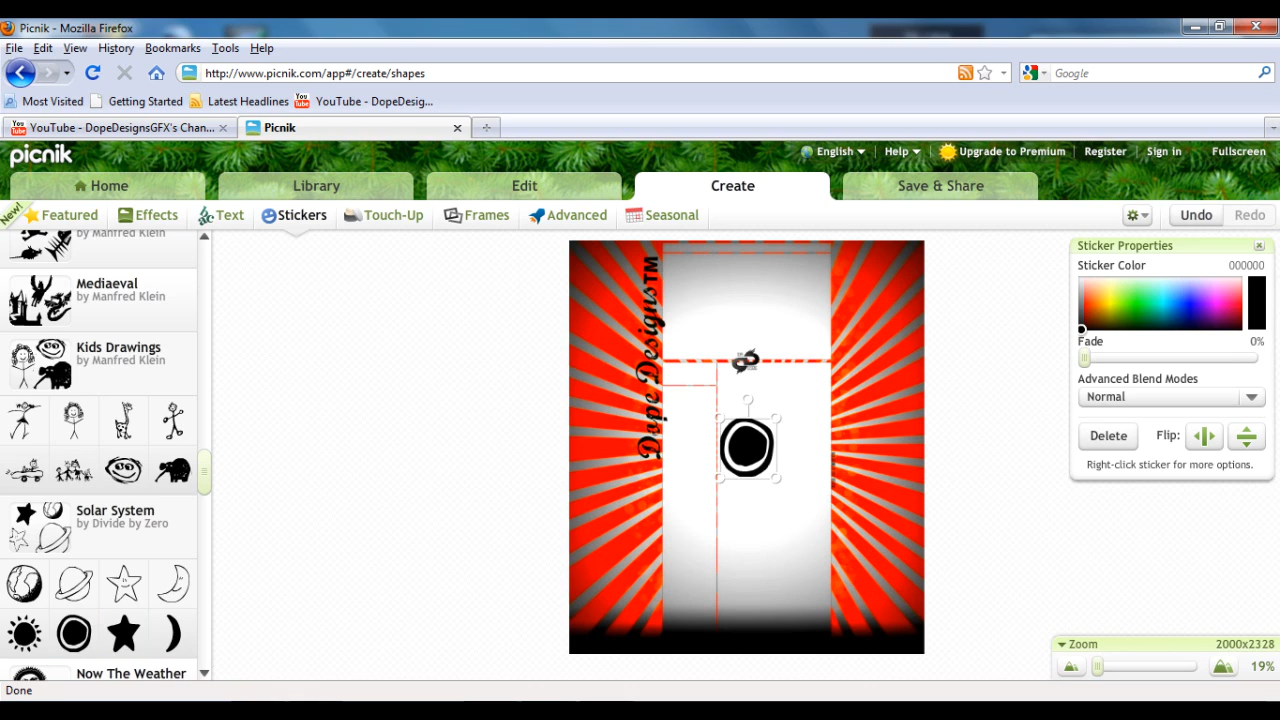 Picnik - Mozilla Firefox
File Edit View History Bookmarks Tools Help
http://www.picnik.com/app#/create/shapes
Google
Most Visited Getting Started Latest Headlines YouTube - DopeDesig...
YouTube - DopeDesignsGFX's Chan... Picnik
picnik English Help Upgrade to Premium Register Sign in Fullscreen
Home Library Edit Create Save & Share
New! Featured Effects Text Stickers Touch-Up Frames Advanced Seasonal Undo Redo
by Manfred Klein
Mediaeval
by Manfred Klein
Kids Drawings
by Manfred Klein
Solar System
by Divide by Zero
Now The Weather
Dope Designs™
Sticker Properties
Sticker Color 000000
Fade 0%
Advanced Blend Modes
Normal
Delete Flip:
Right-click sticker for more options.
Zoom 2000x2328
19%
Done